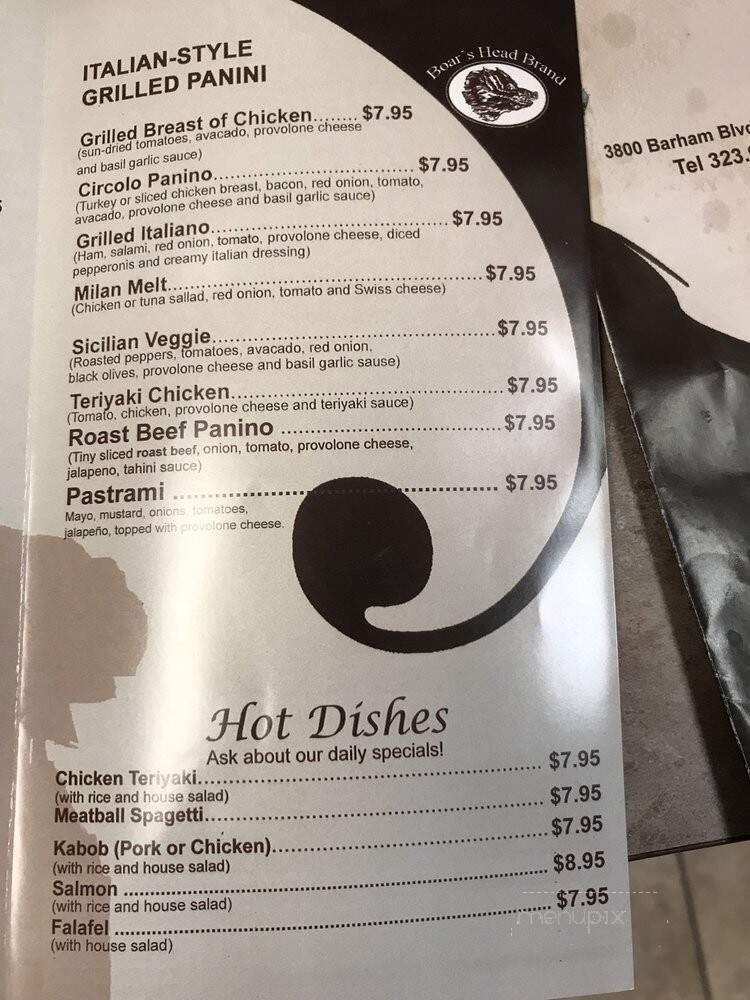 ITALIAN-STYLE
GRILLED PANINI
Boar's Head Brand
Grilled Breast of Chicken........ $7.95
(sun-dried tomatoes, avacado, provolone cheese
and basil garlic sauce)
Circolo Panino.................................... $7.95
(Turkey or sliced chicken breast, bacon, red onion, tomato,
avacado, provolone cheese and basil garlic sauce)
Grilled Italiano.......................................... $7.95
(Ham, salami, red onion, tomato, provolone cheese, diced
pepperonis and creamy italian dressing)
Milan Melt....................................................... $7.95
(Chicken or tuna sallad, red onion, tomato and Swiss cheese)
Sicilian Veggie.................................................. $7.95
(Roasted peppers, tomatoes, avacado, red onion,
black olives, provolone cheese and basil garlic sause)
Teriyaki Chicken................................................ $7.95
(Tomato, chicken, provolone cheese and teriyaki sauce)
Roast Beef Panino ........................................ $7.95
(Tiny sliced roast beef, onion, tomato, provolone cheese,
jalapeno, tahini sauce)
Pastrami ......................................................... $7.95
Mayo, mustard, onions, tomatoes,
jalapeño, topped with provolone cheese.
Hot Dishes
Ask about our daily specials!
Chicken Teriyaki............................................................ $7.95
(with rice and house salad)
Meatball Spagetti........................................................... $7.95
Kabob (Pork or Chicken)................................................ $7.95
(with rice and house salad)
Salmon ........................................................................ $8.95
(with rice and house salad)
Falafel ......................................................................... $7.95
(with house salad)
3800 Barham Blv
Tel 323.
menupix